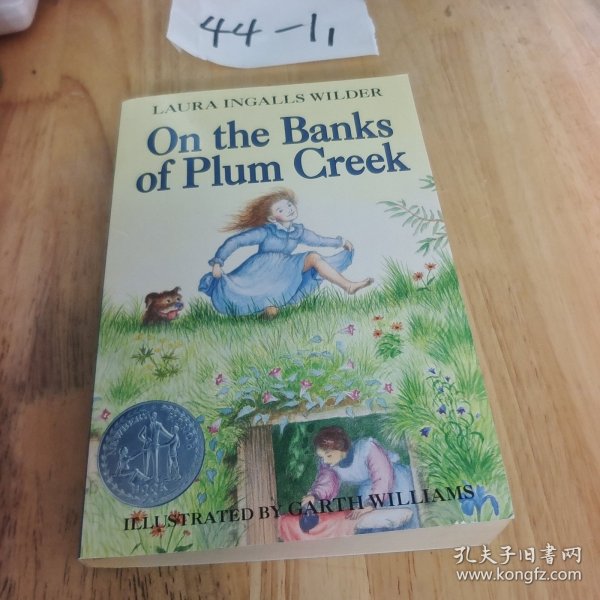 44-11
LAURA INGALLS WILDER
On the Banks
of Plum Creek
ILLUSTRATED BY GARTH WILLIAMS
孔夫子旧书网
www.kongfz.com